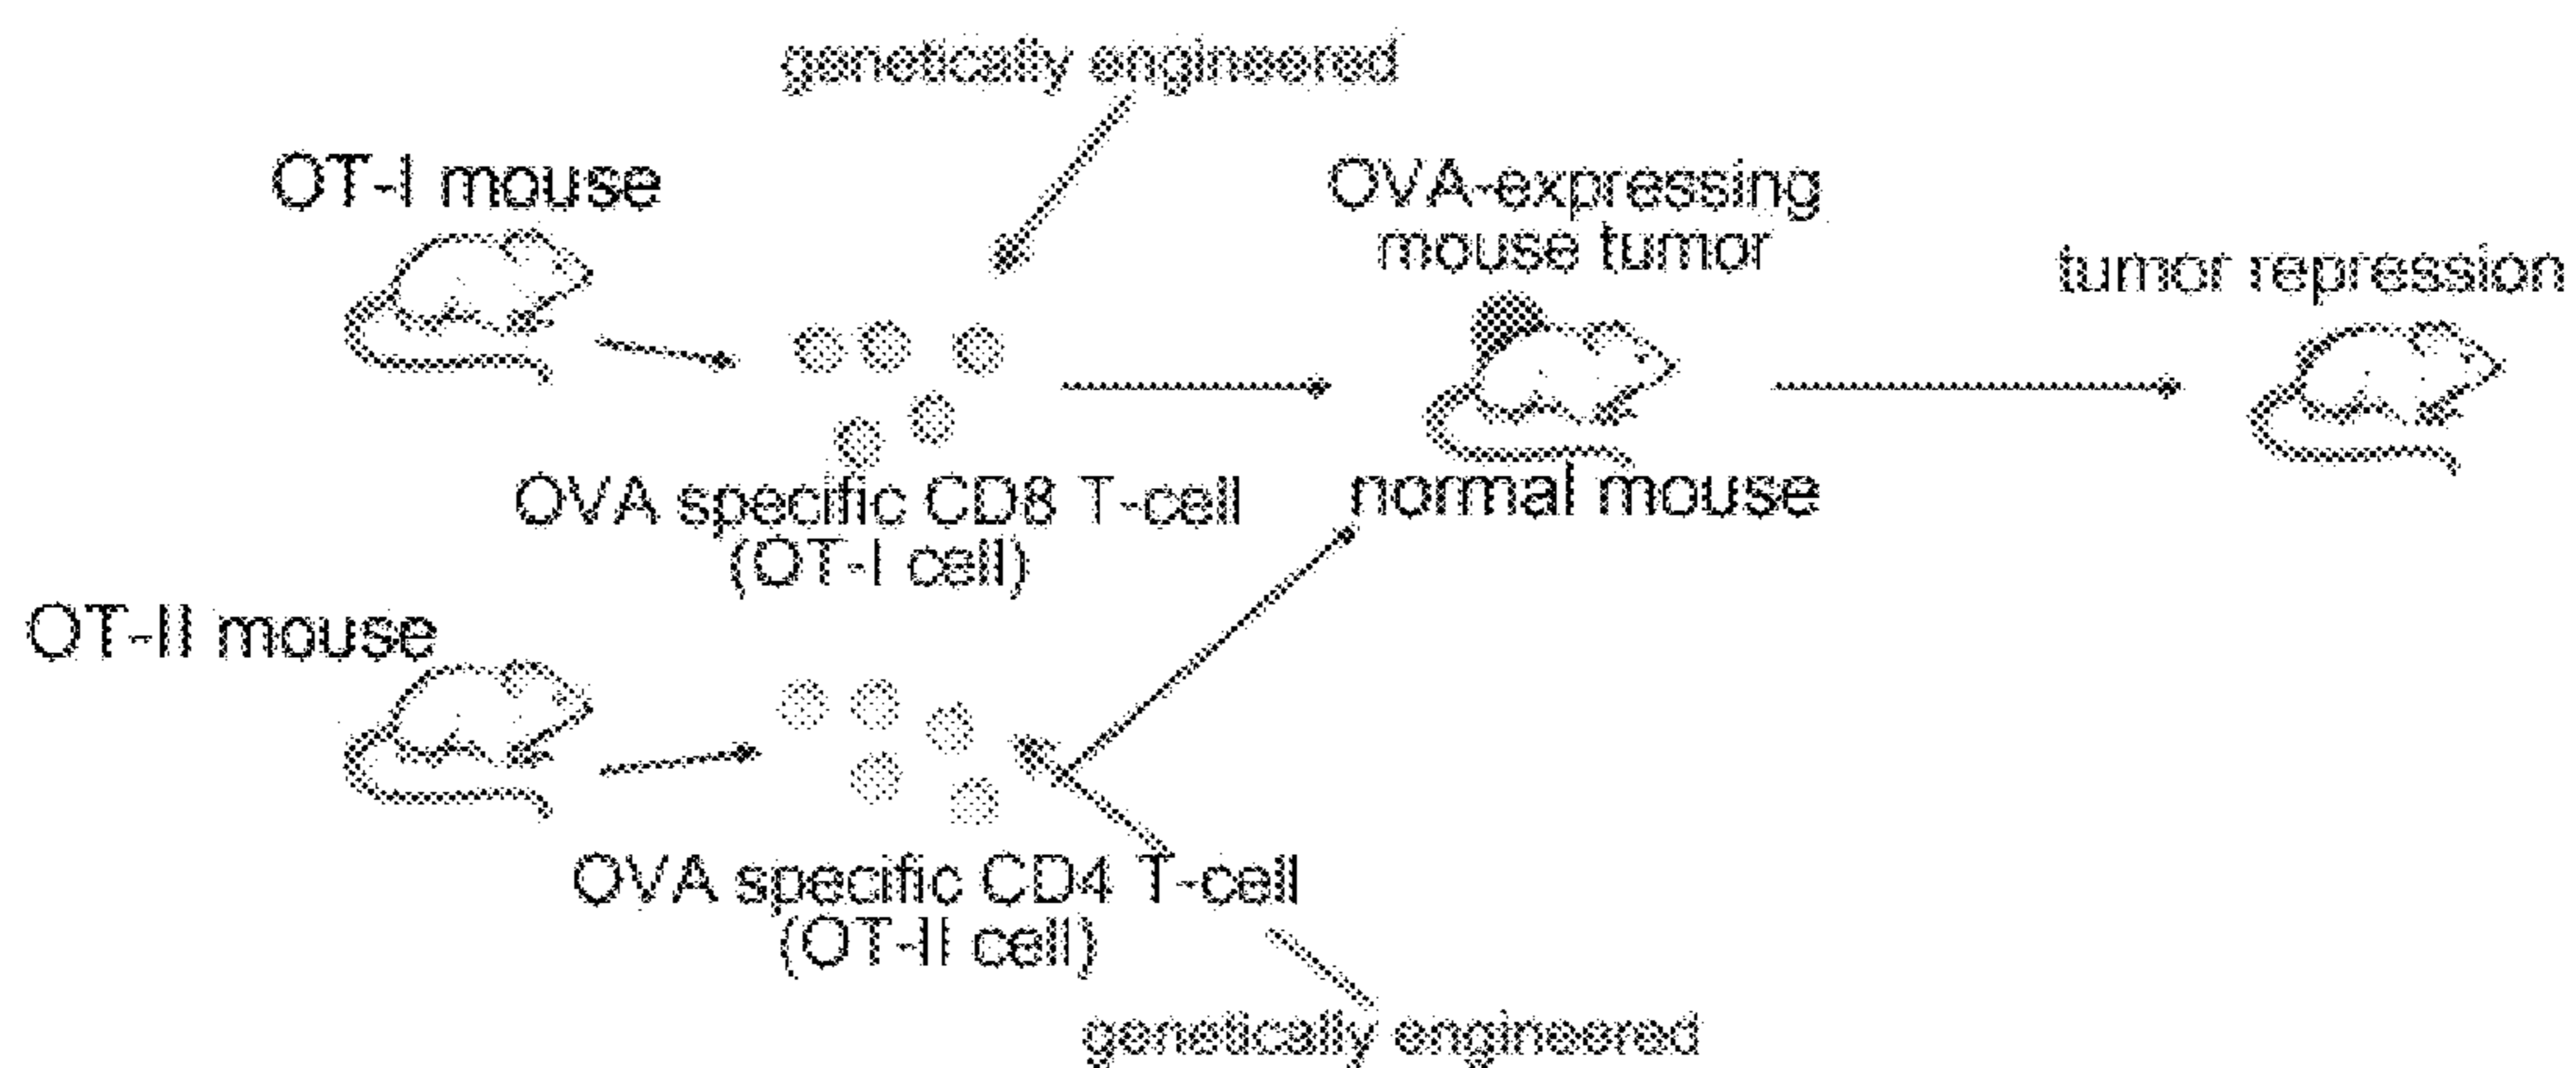 genetically engineered
OT-I mouse
OVA-expressing
mouse tumor
tumor repression
OVA specific CD8 T-cell
(OT-I cell)
normal mouse
OT-II mouse
OVA specific CD4 T-cell
(OT-II cell)
genetically engineered